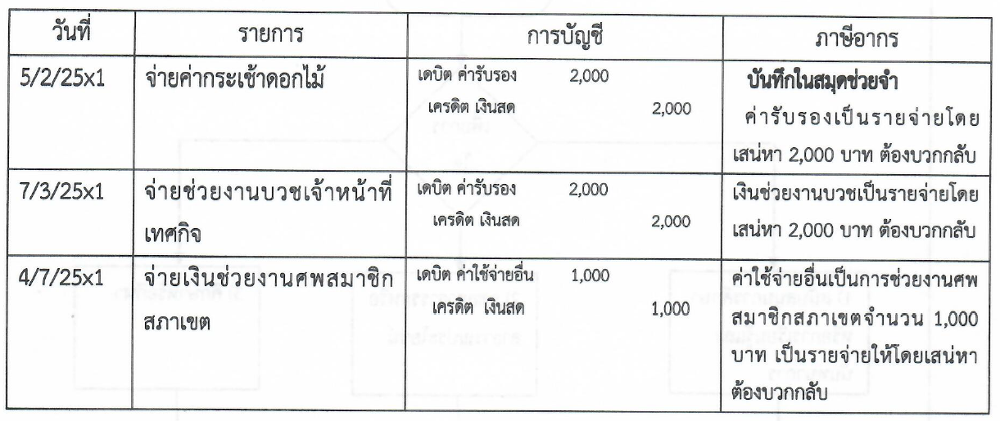 วันที่ รายการ การบัญชี ภาษีอากร
5/2/25x1 จ่ายค่ากระเช้าดอกไม้ เดบิต ค่ารับรอง 2,000 บันทึกในสมุดช่วยจำ
เครดิต เงินสด 2,000 ค่ารับรองเป็นรายจ่ายโดย
เสน่หา 2,000 บาท ต้องบวกกลับ
7/3/25x1 จ่ายช่วยงานบวชเจ้าหน้าที่ เดบิต ค่ารับรอง 2,000 เงินช่วยงานบวชเป็นรายจ่ายโดย
เทศกิจ เครดิต เงินสด 2,000 เสน่หา 2,000 บาท ต้องบวกกลับ
4/7/25x1 จ่ายเงินช่วยงานศพสมาชิก เดบิต ค่าใช้จ่ายอื่น 1,000 ค่าใช้จ่ายอื่นเป็นการช่วยงานศพ
สภาเขต เครดิต เงินสด 1,000 สมาชิกสภาเขตจำนวน 1,000
บาท เป็นรายจ่ายให้โดยเสน่หา
ต้องบวกกลับ